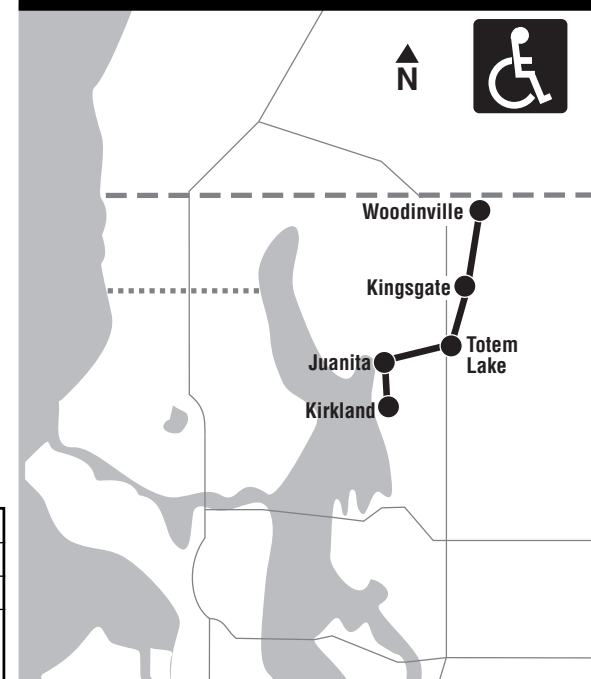 N
Woodinville
Kingsgate
Totem
Lake
Juanita
Kirkland